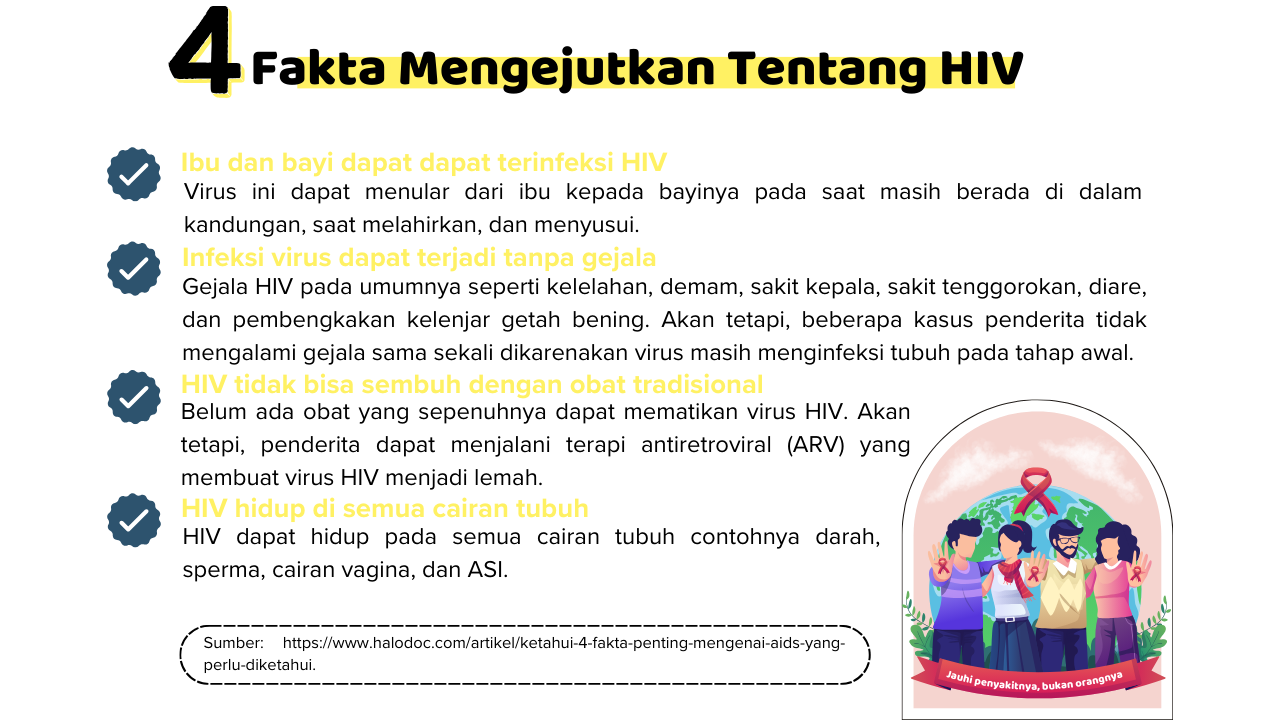 4 Fakta Mengejutkan Tentang HIV
Ibu dan bayi dapat dapat terinfeksi HIV
Virus ini dapat menular dari ibu kepada bayinya pada saat masih berada di dalam
kandungan, saat melahirkan, dan menyusui.
Infeksi virus dapat terjadi tanpa gejala
Gejala HIV pada umumnya seperti kelelahan, demam, sakit kepala, sakit tenggorokan, diare,
dan pembengkakan kelenjar getah bening. Akan tetapi, beberapa kasus penderita tidak
mengalami gejala sama sekali dikarenakan virus masih menginfeksi tubuh pada tahap awal.
HIV tidak bisa sembuh dengan obat tradisional
Belum ada obat yang sepenuhnya dapat mematikan virus HIV. Akan
tetapi, penderita dapat menjalani terapi antiretroviral (ARV) yang
membuat virus HIV menjadi lemah.
HIV hidup di semua cairan tubuh
HIV dapat hidup pada semua cairan tubuh contohnya darah,
sperma, cairan vagina, dan ASI.
Sumber: https://www.halodoc.com/artikel/ketahui-4-fakta-penting-mengenai-aids-yang-
perlu-diketahui.
Jauhi penyakitnya, bukan orangnya